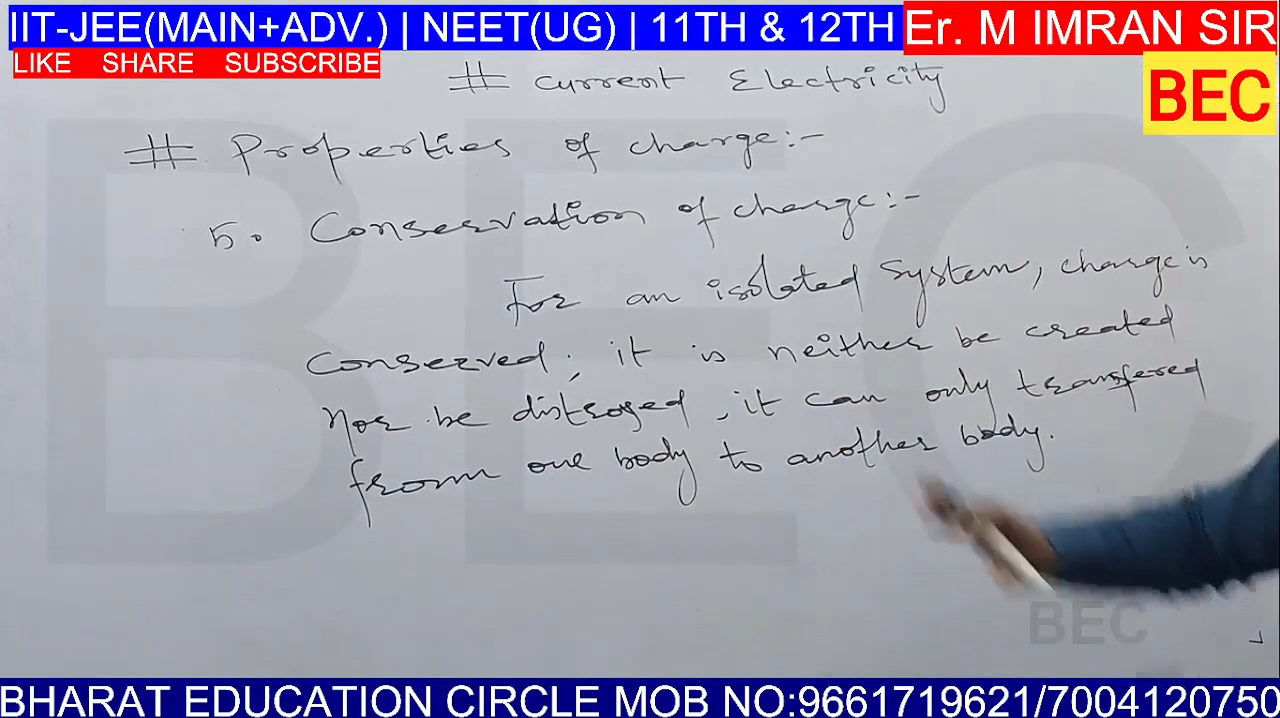 IIT-JEE(MAIN+ADV.) | NEET(UG) | 11TH & 12TH Er. M IMRAN SIR
LIKE SHARE SUBSCRIBE
BEC
# Current Electricity
# Properties of charge:-
5. Conservation of charge:-
For an isolated system, charge is
Conserved, it is neither be created
Nor be distroyed, it can only transfered
from one body to another body.
BEC
BEC
BHARAT EDUCATION CIRCLE MOB NO:9661719621/7004120750